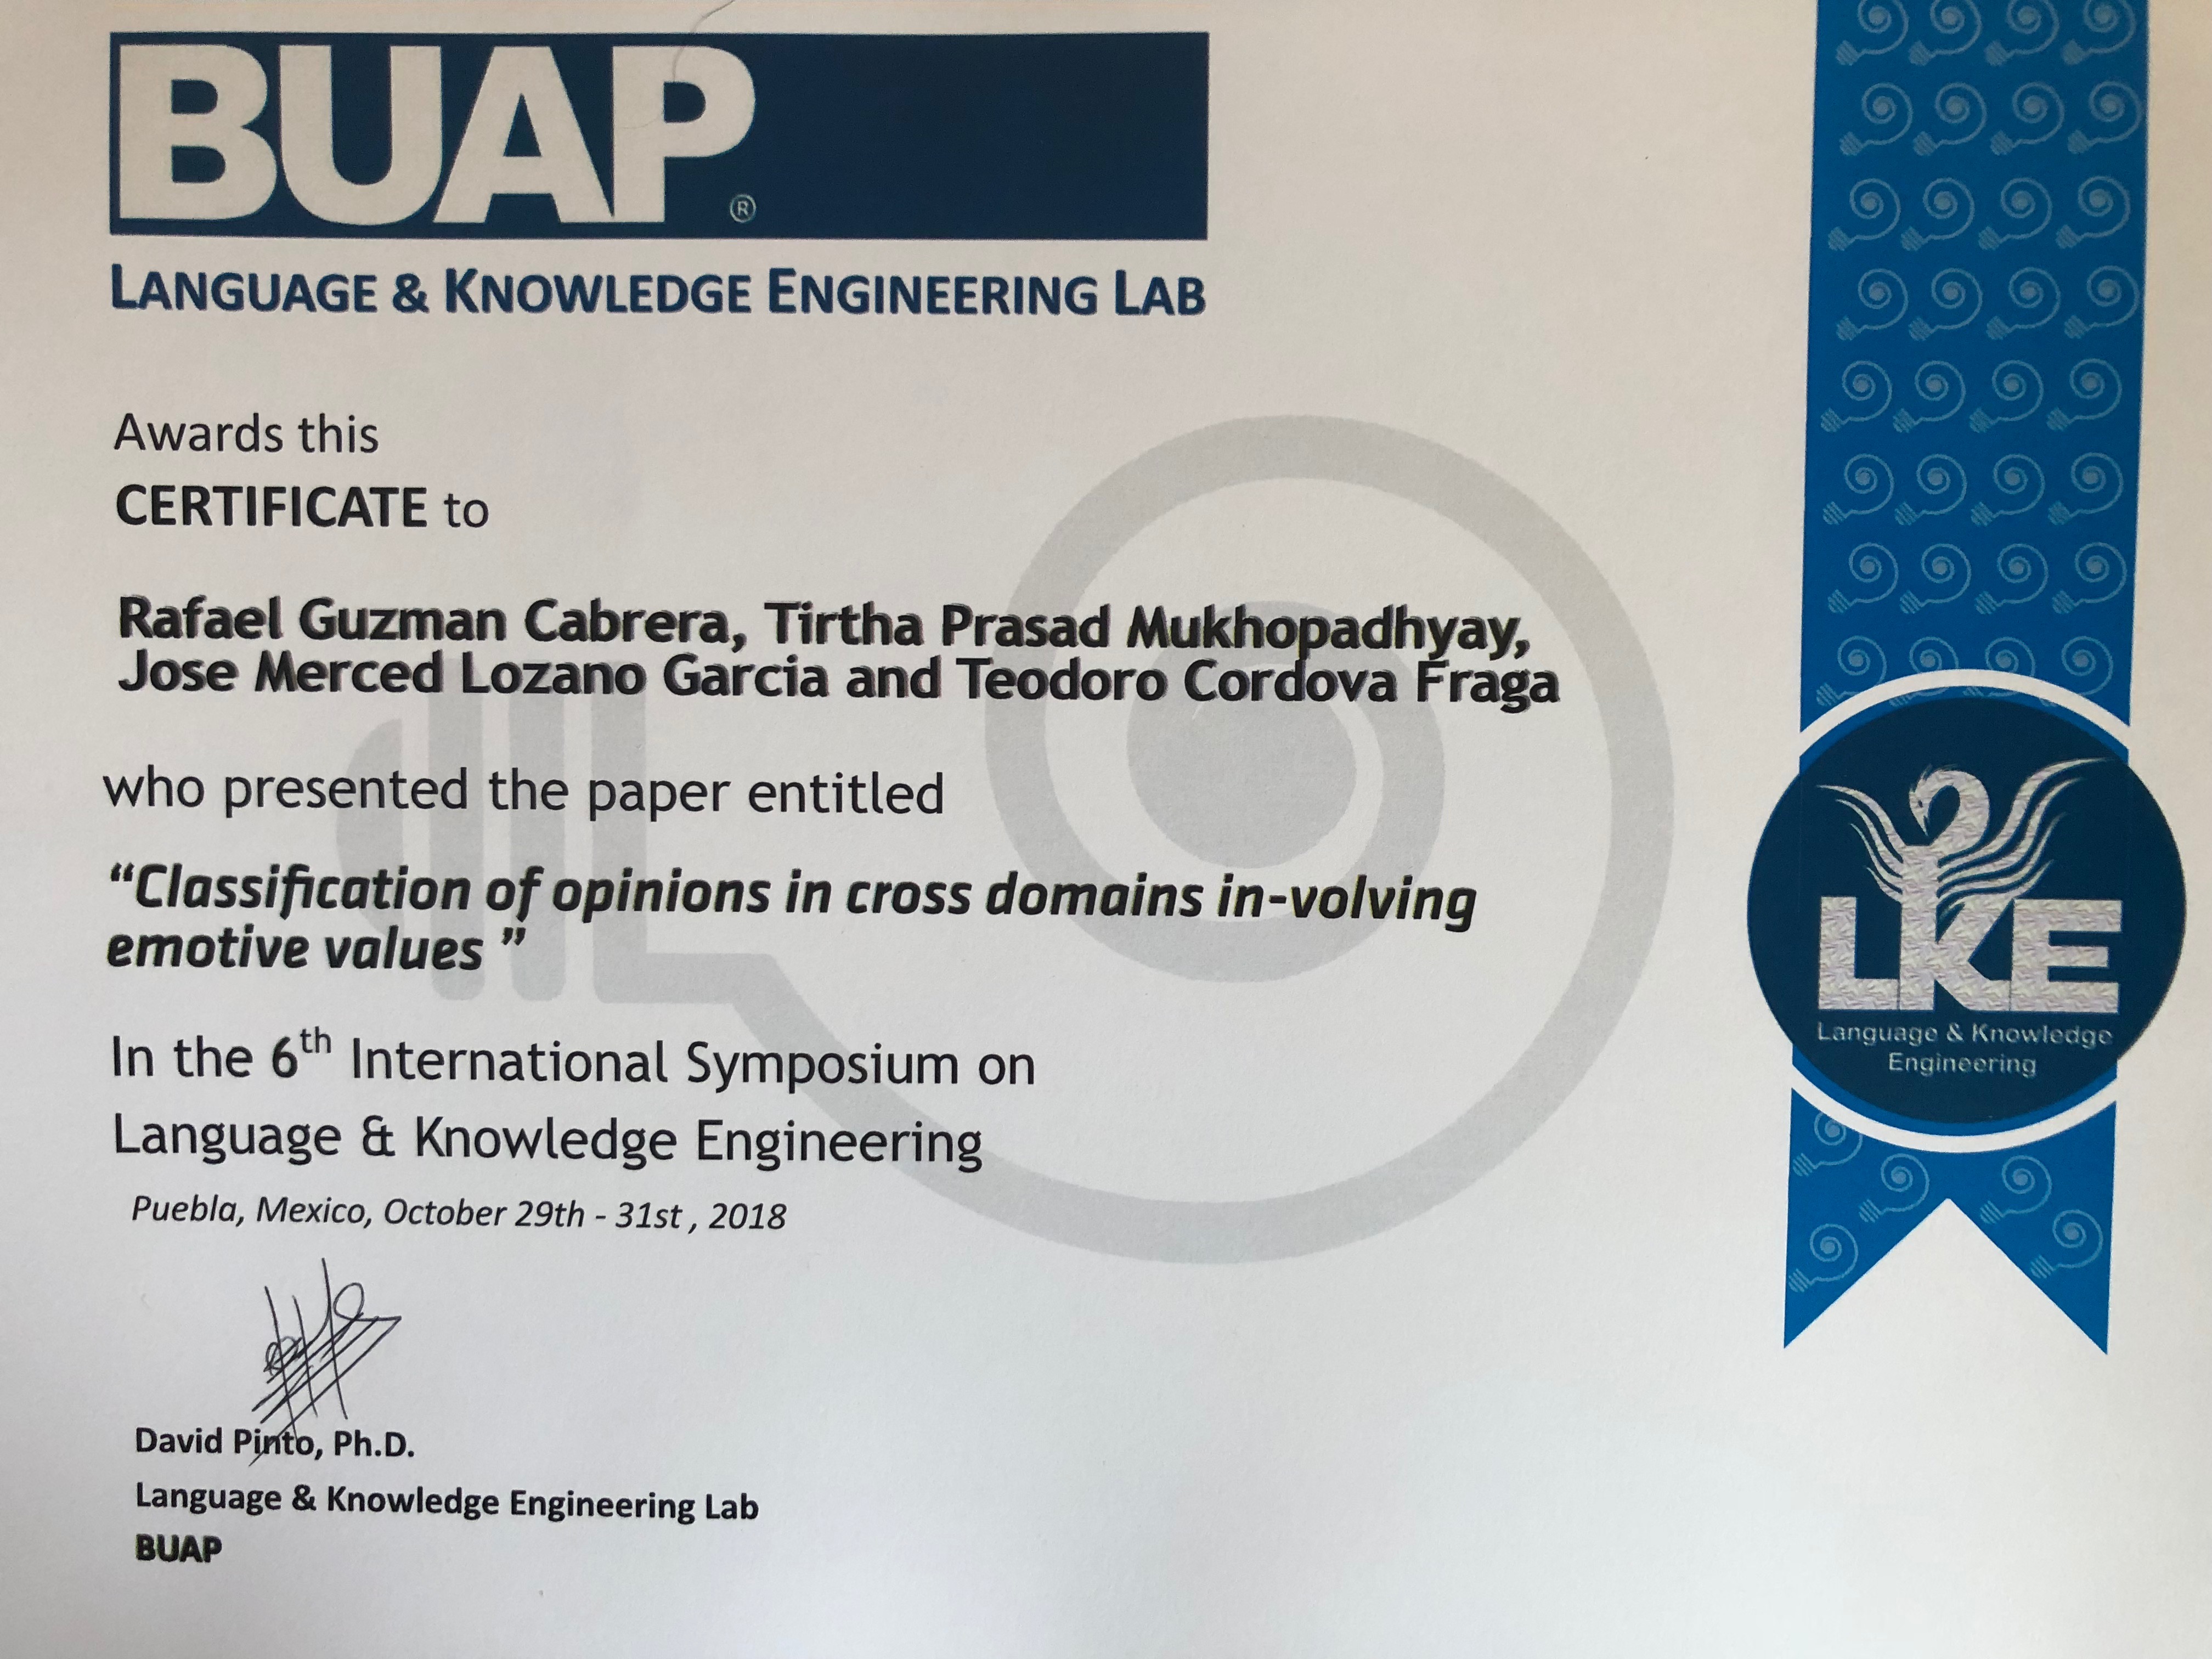 BUAP®
LANGUAGE & KNOWLEDGE ENGINEERING LAB
Awards this
CERTIFICATE to
Rafael Guzman Cabrera, Tirtha Prasad Mukhopadhyay,
Jose Merced Lozano Garcia and Teodoro Cordova Fraga
who presented the paper entitled
“Classification of opinions in cross domains in-volving
emotive values ”
In the 6th International Symposium on
Language & Knowledge Engineering
Puebla, Mexico, October 29th - 31st , 2018
David Pinto, Ph.D.
Language & Knowledge Engineering Lab
BUAP
LKE
Language & Knowledge
Engineering